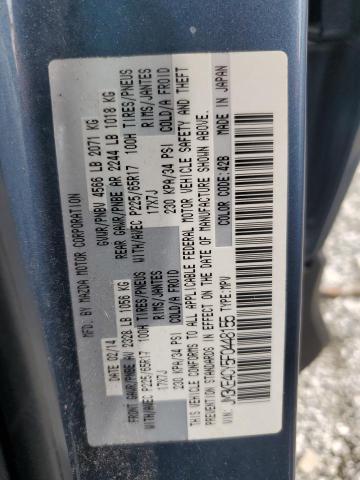 MFD. BY MAZDA MOTOR CORPORATION
DATE 02/14 GVWR/PNBV 4566 LB 2071 KG
FRONT GAWR/PNBE AV 2328 LB 1056 KG REAR GAWR/PNBE AR 2244 LB 1018 KG
WITH/AVEC P225/65R17 100H TIRES/PNEUS WITH/AVEC P225/65R17 100H TIRES/PNEUS
17X7J RIMS/JANTES 17X7J RIMS/JANTES
230 KPA/34 PSI COLD/A FROID 230 KPA/34 PSI COLD/A FROID
THIS VEHICLE CONFORMS TO ALL APPLICABLE FEDERAL MOTOR VEHICLE SAFETY AND THEFT
PREVENTION STANDARDS IN EFFECT ON THE DATE OF MANUFACTURE SHOWN ABOVE.
TYPE:MPV COLOR CODE:42B MADE IN JAPAN